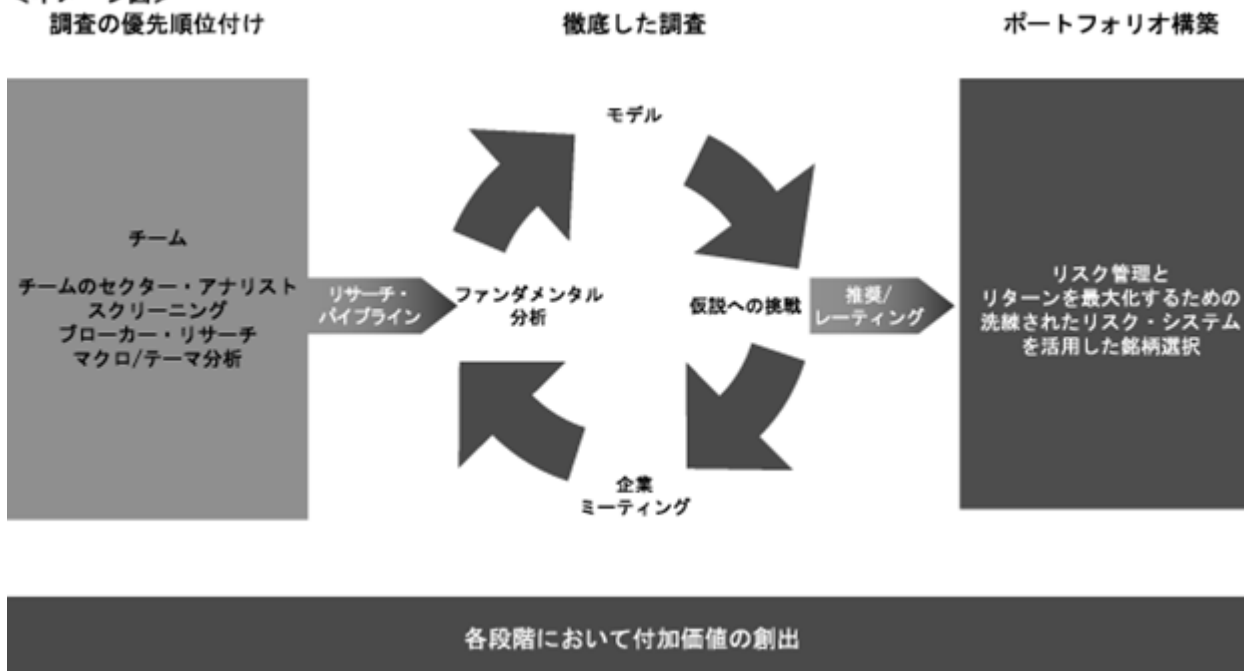 調査の優先順位付け
徹底した調査
ポートフォリオ構築
チーム
チームのセクター・アナリスト
スクリーニング
ブローカー・リサーチ
マクロ/テーマ分析
リサーチ・
パイプライン
モデル
ファンダメンタル
分析
仮説への挑戦
企業
ミーティング
推奨/
レーティング
リスク管理と
リターンを最大化するための
洗練されたリスク・システム
を活用した銘柄選択
各段階において付加価値の創出